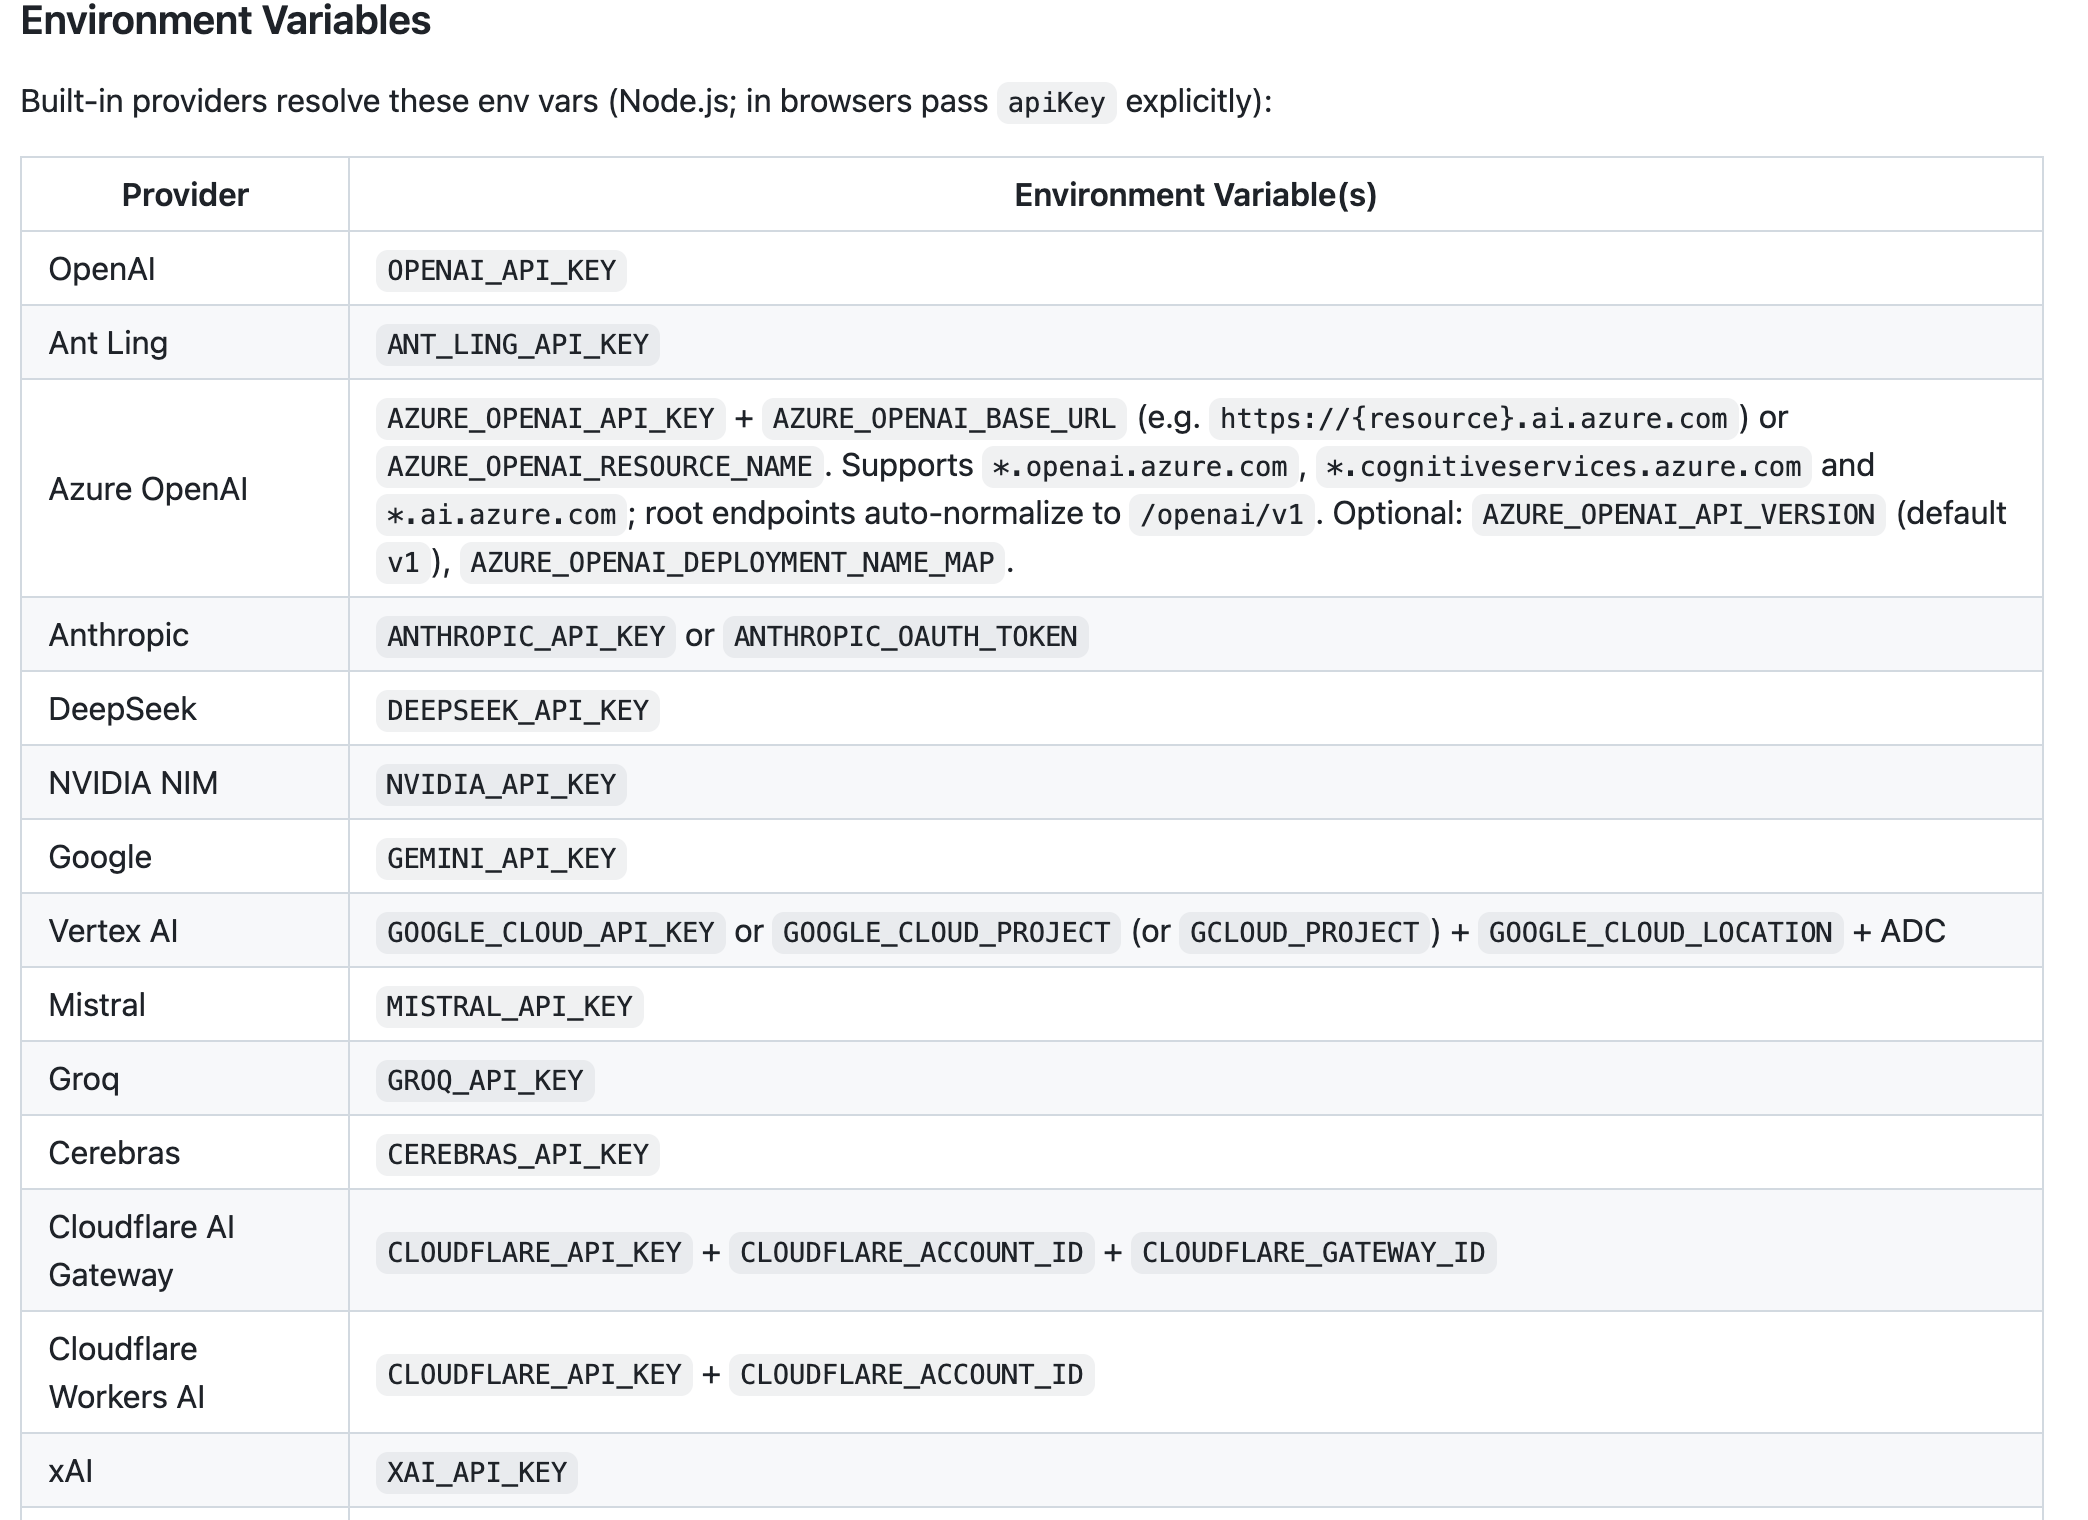 Environment Variables
Built-in providers resolve these env vars (Node.js; in browsers pass apiKey explicitly):
Provider Environment Variable(s)
OpenAI OPENAI_API_KEY
Ant Ling ANT_LING_API_KEY
Azure OpenAI
AZURE_OPENAI_API_KEY + AZURE_OPENAI_BASE_URL (e.g. https://{resource}.ai.azure.com) or
AZURE_OPENAI_RESOURCE_NAME. Supports *.openai.azure.com, *.cognitiveservices.azure.com and
*.ai.azure.com; root endpoints auto-normalize to /openai/v1. Optional: AZURE_OPENAI_API_VERSION (default
v1), AZURE_OPENAI_DEPLOYMENT_NAME_MAP.
Anthropic ANTHROPIC_API_KEY or ANTHROPIC_OAUTH_TOKEN
DeepSeek DEEPSEEK_API_KEY
NVIDIA NIM NVIDIA_API_KEY
Google GEMINI_API_KEY
Vertex AI GOOGLE_CLOUD_API_KEY or GOOGLE_CLOUD_PROJECT (or GCLOUD_PROJECT) + GOOGLE_CLOUD_LOCATION + ADC
Mistral MISTRAL_API_KEY
Groq GROQ_API_KEY
Cerebras CEREBRAS_API_KEY
Cloudflare AI
Gateway
CLOUDFLARE_API_KEY + CLOUDFLARE_ACCOUNT_ID + CLOUDFLARE_GATEWAY_ID
Cloudflare
Workers AI
CLOUDFLARE_API_KEY + CLOUDFLARE_ACCOUNT_ID
xAI XAI_API_KEY